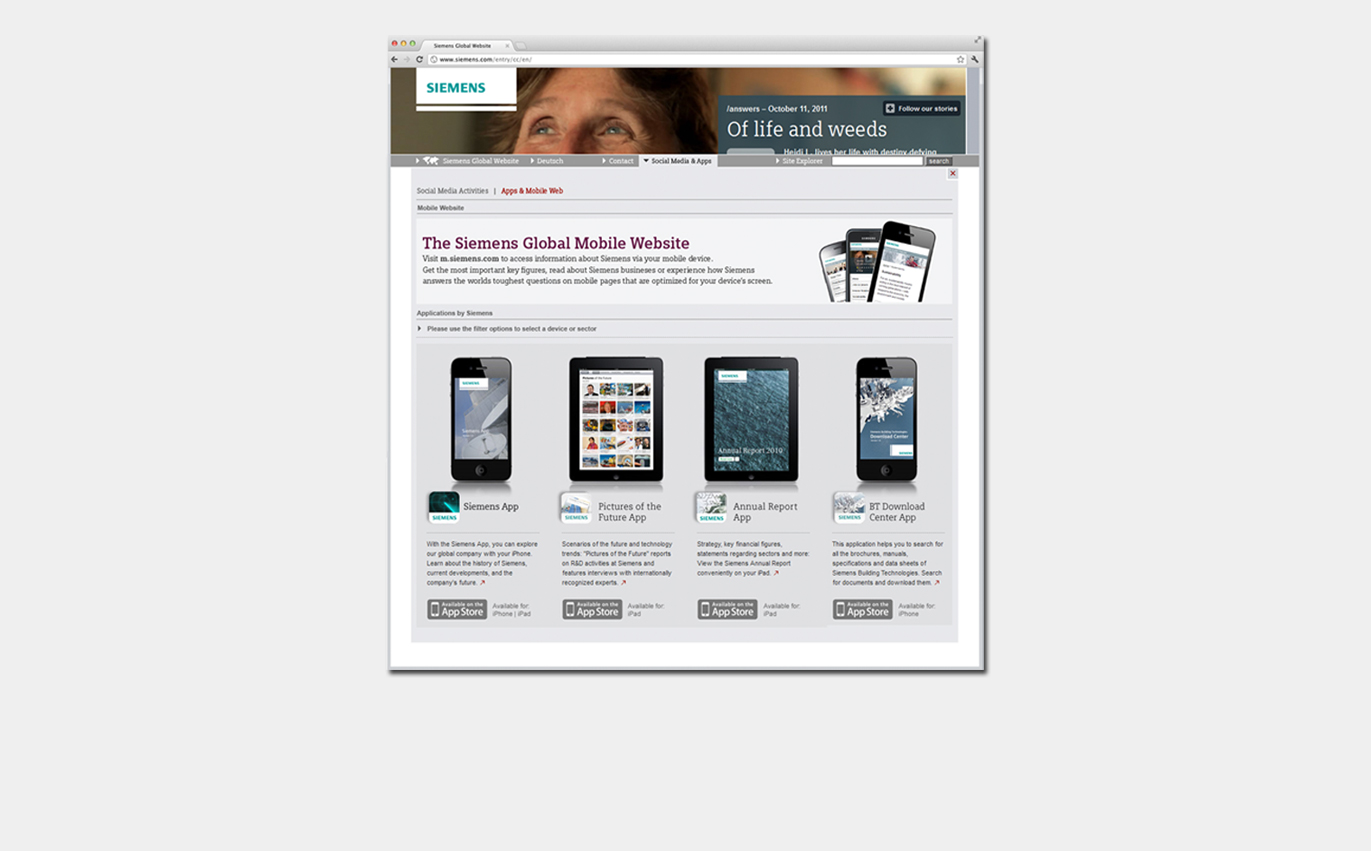 Siemens Global Website
www.siemens.com/entry/cc/en/
SIEMENS
/answers – October 11, 2011
Follow our stories
Of life and weeds
Heidi L., lives her life with destiny-defying
Siemens Global Website
Deutsch
Contact
Social Media & Apps
Site Explorer
search
Social Media Activities | Apps & Mobile Web
Mobile Website
The Siemens Global Mobile Website
Visit m.siemens.com to access information about Siemens via your mobile device.
Get the most important key figures, read about Siemens busineses or experience how Siemens
answers the worlds toughest questions on mobile pages that are optimized for your device's screen.
Applications by Siemens
Please use the filter options to select a device or sector
SIEMENS
Siemens App
SIEMENS
Annual Report 2010
Download Center
SIEMENS
Siemens App
With the Siemens App, you can explore
our global company with your iPhone.
Learn about the history of Siemens,
current developments, and the
company's future.
Available on the
App Store
Available for:
iPhone | iPad
SIEMENS
Pictures of the
Future App
Scenarios of the future and technology
trends: "Pictures of the Future" reports
on R&D activities at Siemens and
features interviews with internationally
recognized experts.
Available on the
App Store
Available for:
iPad
SIEMENS
Annual Report
App
Strategy, key financial figures,
statements regarding sectors and more:
View the Siemens Annual Report
conveniently on your iPad.
Available on the
App Store
Available for:
iPad
SIEMENS
BT Download
Center App
This application helps you to search for
all the brochures, manuals,
specifications and data sheets of
Siemens Building Technologies. Search
for documents and download them.
Available on the
App Store
Available for:
iPhone